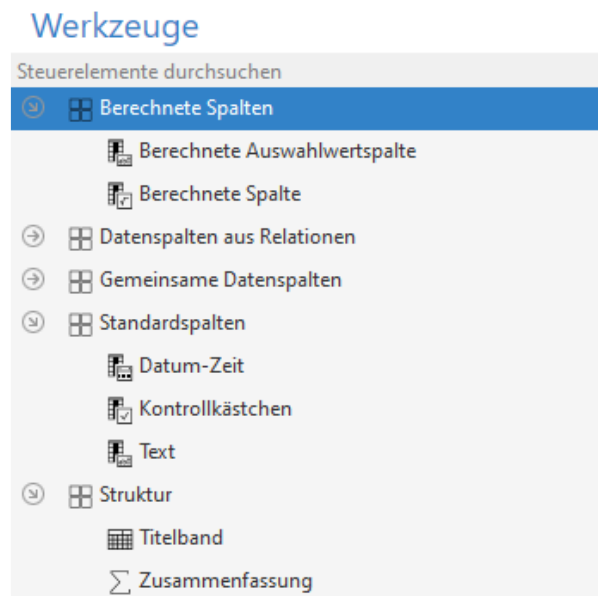 Werkzeuge
Steuerelemente durchsuchen
Berechnete Spalten
Berechnete Auswahlwertspalte
Berechnete Spalte
Datenspalten aus Relationen
Gemeinsame Datenspalten
Standardspalten
Datum-Zeit
Kontrollkästchen
Text
Struktur
Titelband
Zusammenfassung